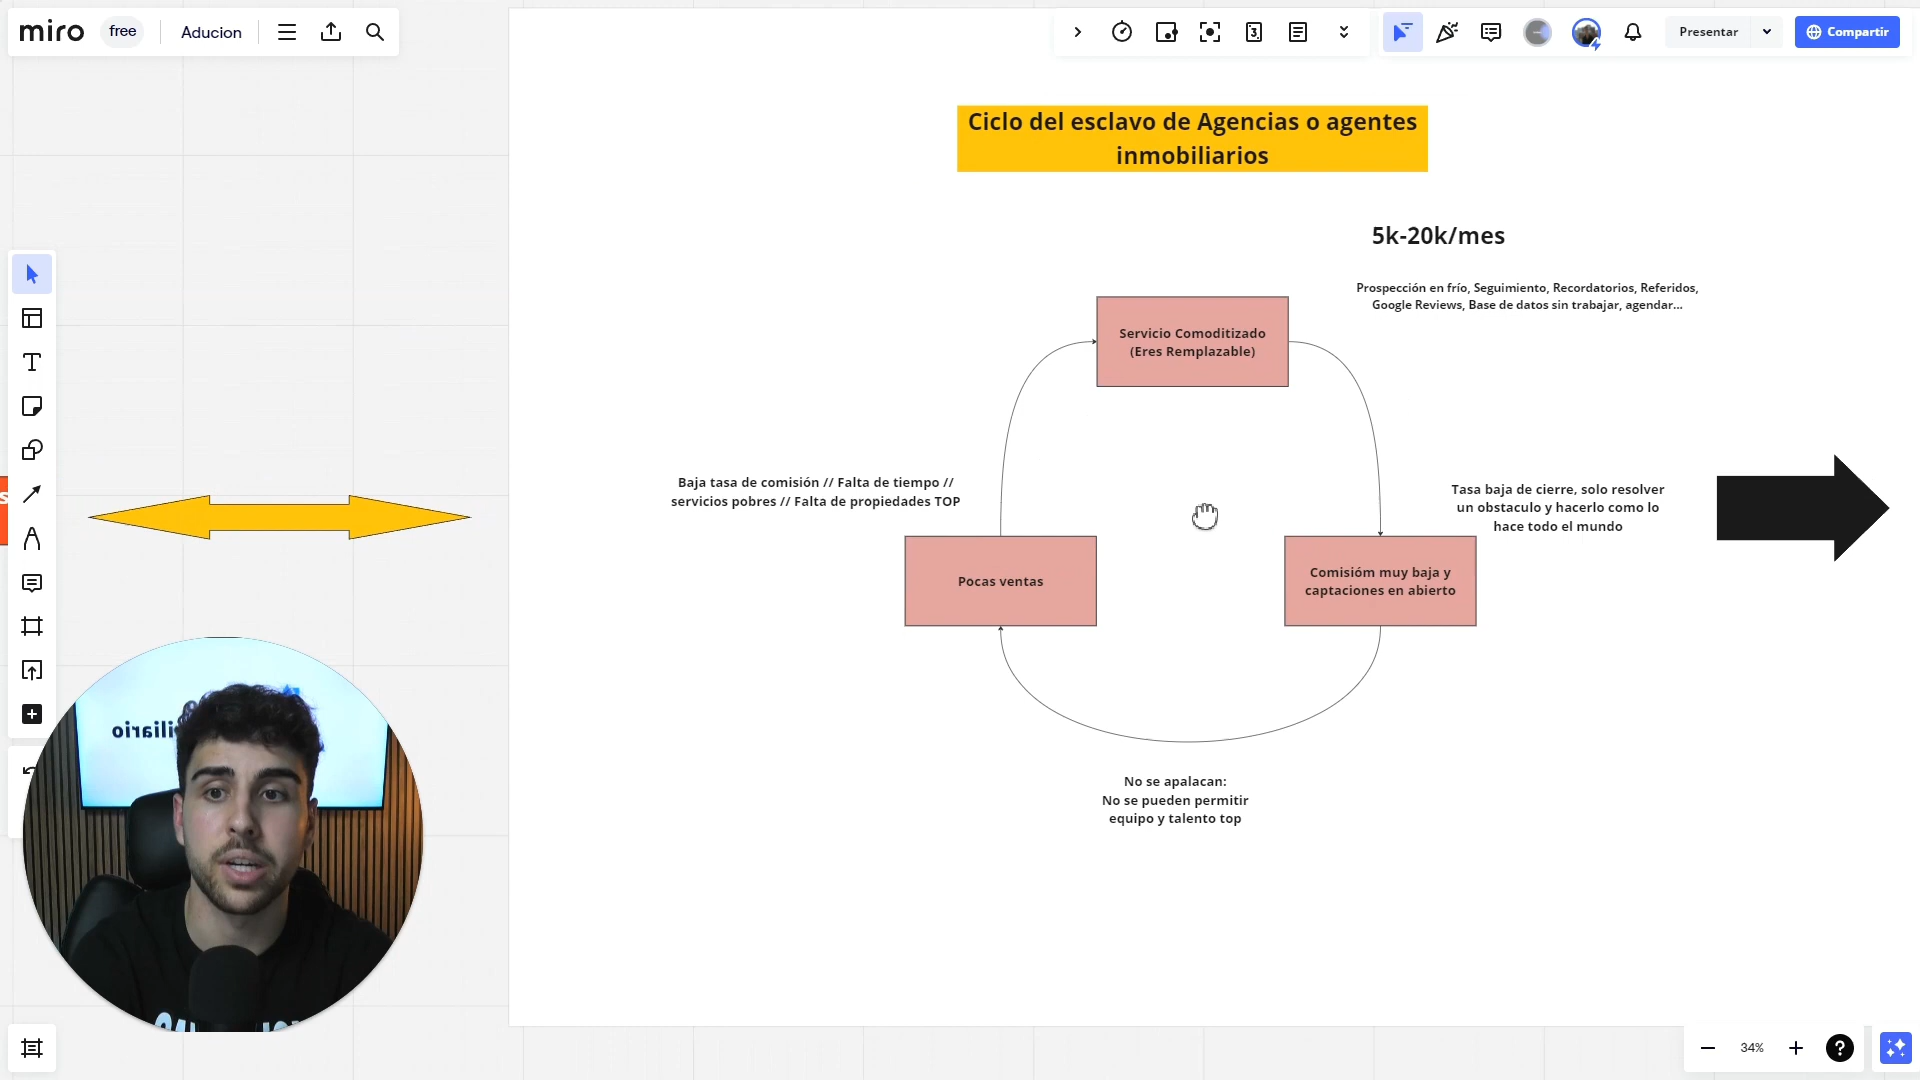 miro
free
Aducion
Presentar
Compartir
Ciclo del esclavo de Agencias o agentes
inmobiliarios
5k-20k/mes
Prospección en frío, Seguimiento, Recordatorios, Referidos,
Google Reviews, Base de datos sin trabajar, agendar...
Servicio Comoditizado
(Eres Remplazable)
Baja tasa de comisión // Falta de tiempo //
servicios pobres // Falta de propiedades TOP
Tasa baja de cierre, solo resolver
un obstaculo y hacerlo como lo
hace todo el mundo
Pocas ventas
Comisióm muy baja y
captaciones en abierto
No se apalacan:
No se pueden permitir
equipo y talento top
34%